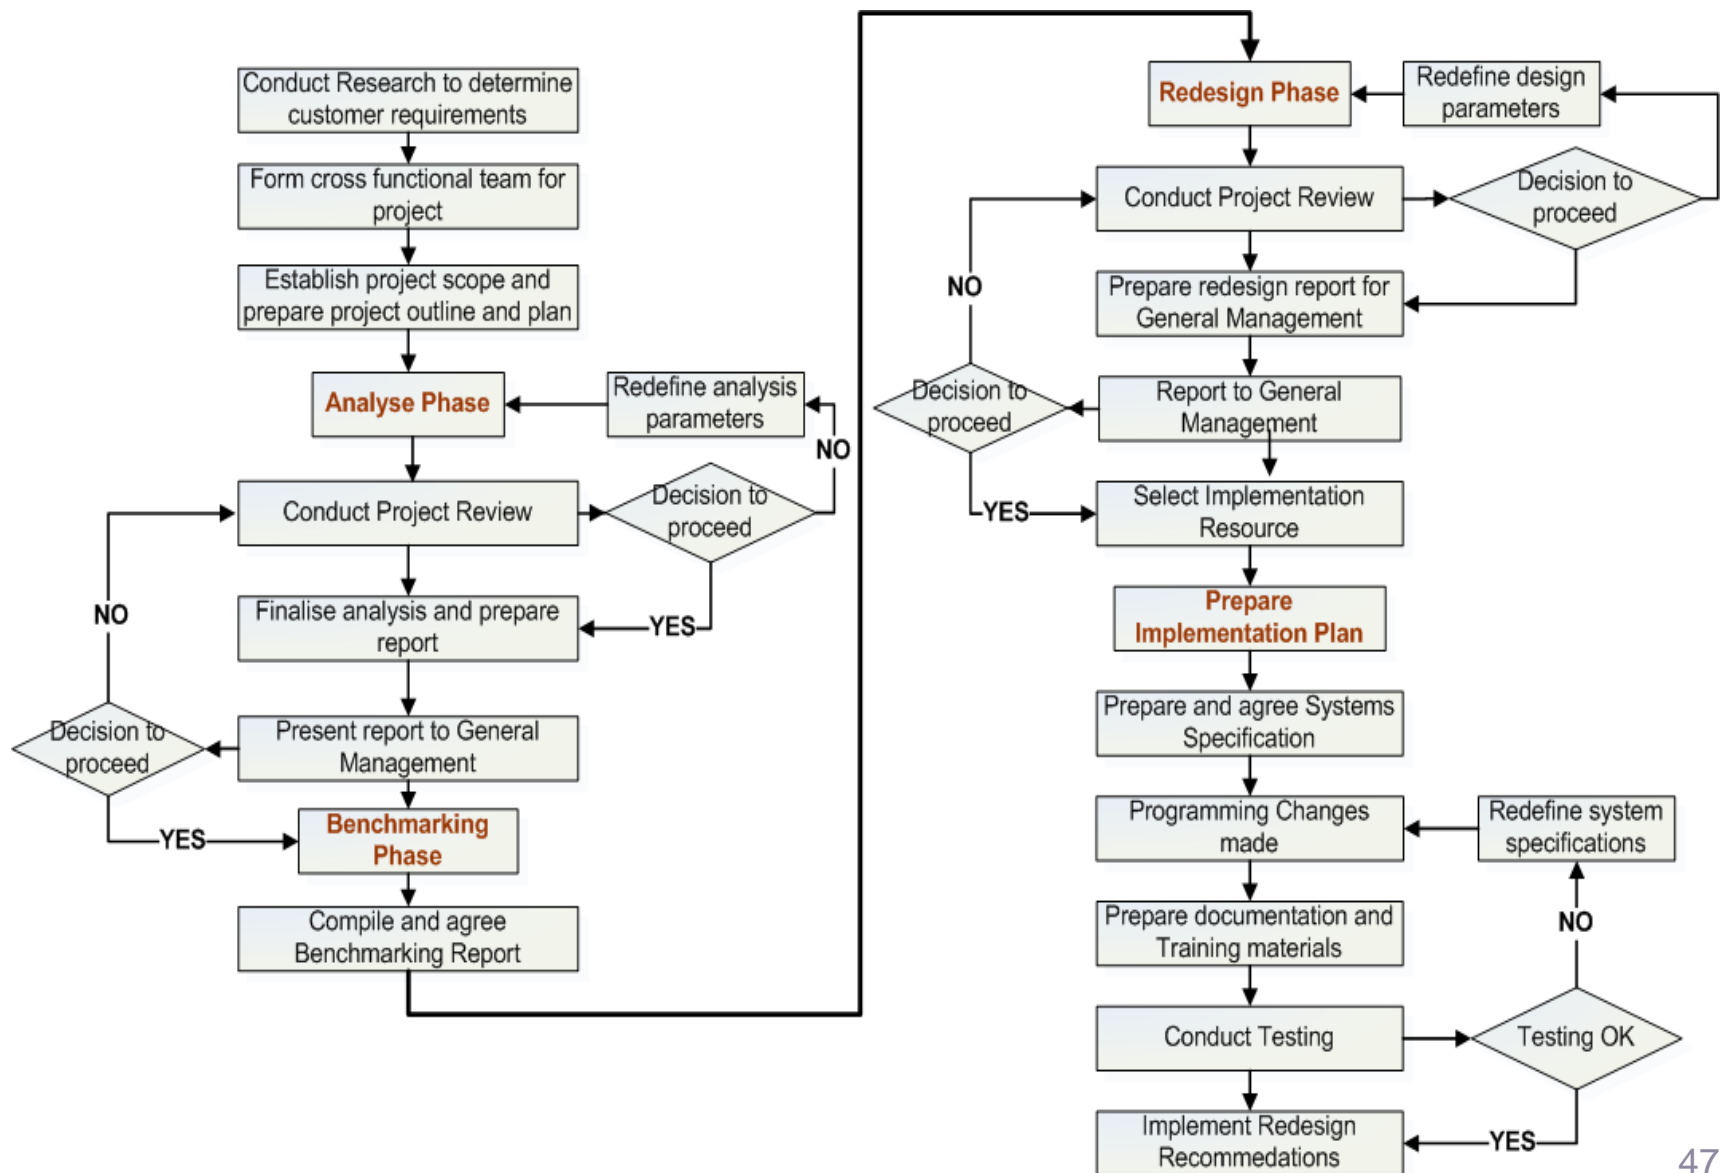 Conduct Research to determine
customer requirements
Form cross functional team for
project
Establish project scope and
prepare project outline and plan
Analyse Phase
Redefine analysis
parameters
NO
Conduct Project Review
Decision to
proceed
NO
Finalise analysis and prepare
report
YES
Decision to
proceed
Present report to General
Management
YES
Benchmarking
Phase
Compile and agree
Benchmarking Report
Redesign Phase
Redefine design
parameters
Conduct Project Review
Decision to
proceed
NO
Prepare redesign report for
General Management
Decision to
proceed
Report to General
Management
YES
Select Implementation
Resource
Prepare
Implementation Plan
Prepare and agree Systems
Specification
Programming Changes
made
Redefine system
specifications
Prepare documentation and
Training materials
NO
Conduct Testing
Testing OK
Implement Redesign
Recommedations
YES
47